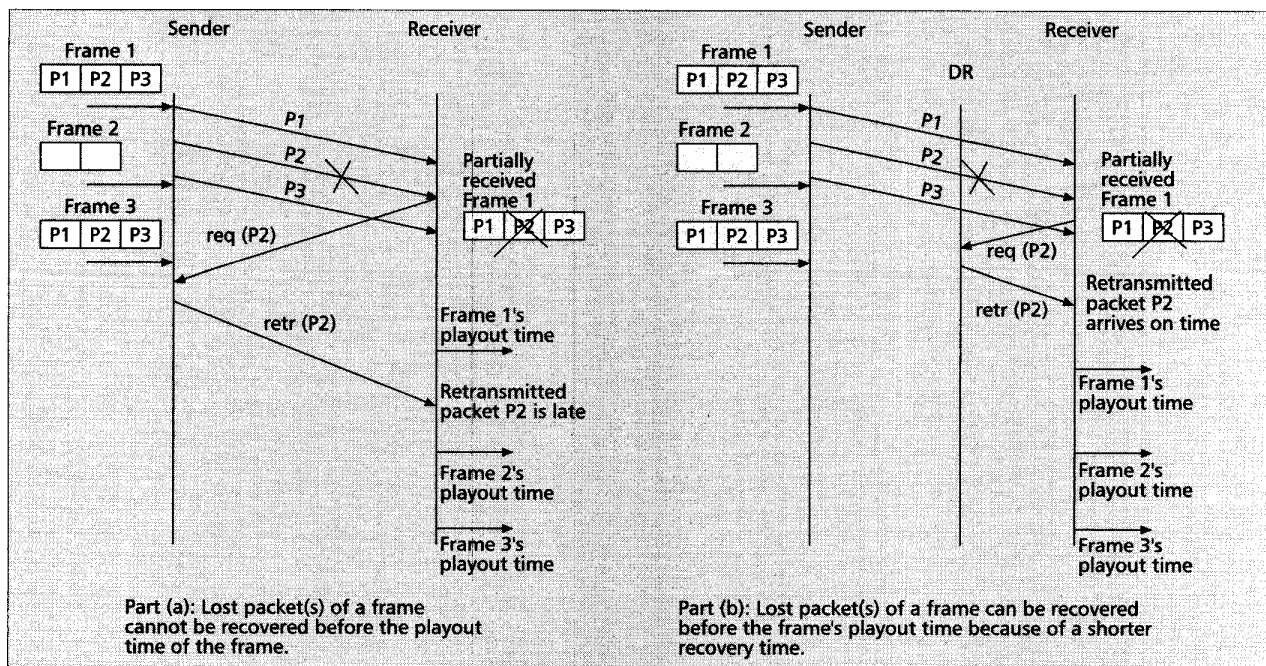 Sender
Receiver
Frame 1
P1 P2 P3
P1
Frame 2
P2
P3
Partially
received
Frame 1
P1 P2 P3
Frame 3
P1 P2 P3
req (P2)
retr (P2)
Frame 1's
playout time
Retransmitted
packet P2 is late
Frame 2's
playout time
Frame 3's
playout time
Part (a): Lost packet(s) of a frame
cannot be recovered before the playout
time of the frame.
Sender
Receiver
DR
Frame 1
P1 P2 P3
P1
Frame 2
P2
P3
Partially
received
Frame 1
P1 P2 P3
Frame 3
P1 P2 P3
req (P2)
retr (P2)
Retransmitted
packet P2
arrives on time
Frame 1's
playout time
Frame 2's
playout time
Frame 3's
playout time
Part (b): Lost packet(s) of a frame can be recovered
before the frame's playout time because of a shorter
recovery time.